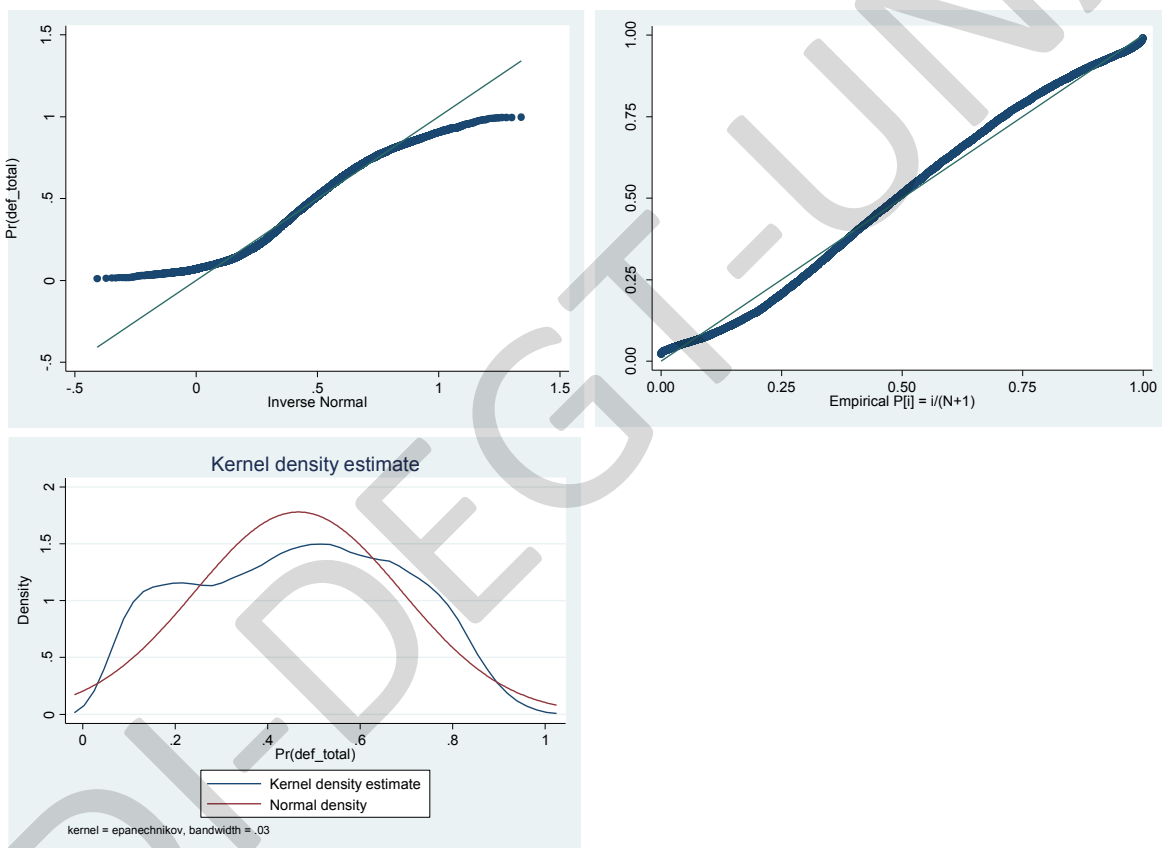 Pr(def_total)
1.5
1
.5
0
-.5
-.5 0 .5 1 1.5
Inverse Normal
1.00
0.75
0.50
0.25
0.00
0.00 0.25 0.50 0.75 1.00
Empirical P[i] = i/(N+1)
Kernel density estimate
Density
2
1.5
1
.5
0
0 .2 .4 .6 .8 1
Pr(def_total)
Kernel density estimate
Normal density
kernel = epanechnikov, bandwidth = .03
DI-DEGT-UNA